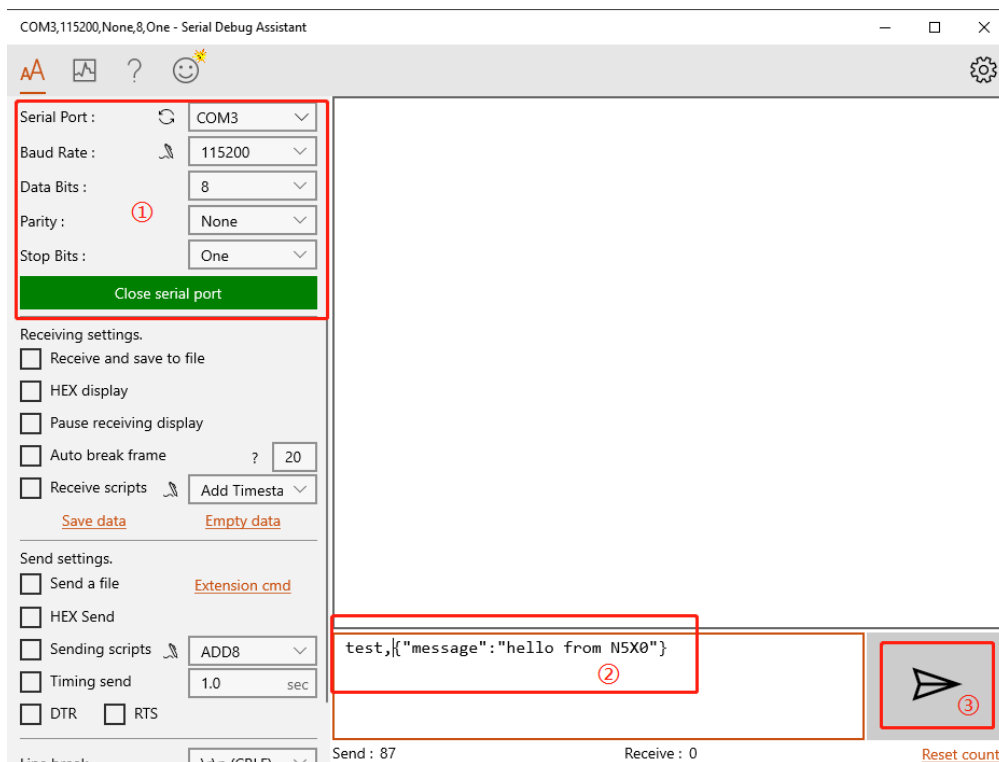 COM3,115200,None,8,One - Serial Debug Assistant
AA ?
Serial Port : COM3
Baud Rate : 115200
Data Bits : 8
①
Parity : None
Stop Bits : One
Close serial port
Receiving settings.
Receive and save to file
HEX display
Pause receiving display
Auto break frame ? 20
Receive scripts Add Timesta
Save data Empty data
Send settings.
Send a file Extension cmd
HEX Send
Sending scripts ADD8
Timing send 1.0 sec
DTR RTS
test,{"message":"hello from N5X0"}
②
③
Send : 87 Receive : 0 Reset count